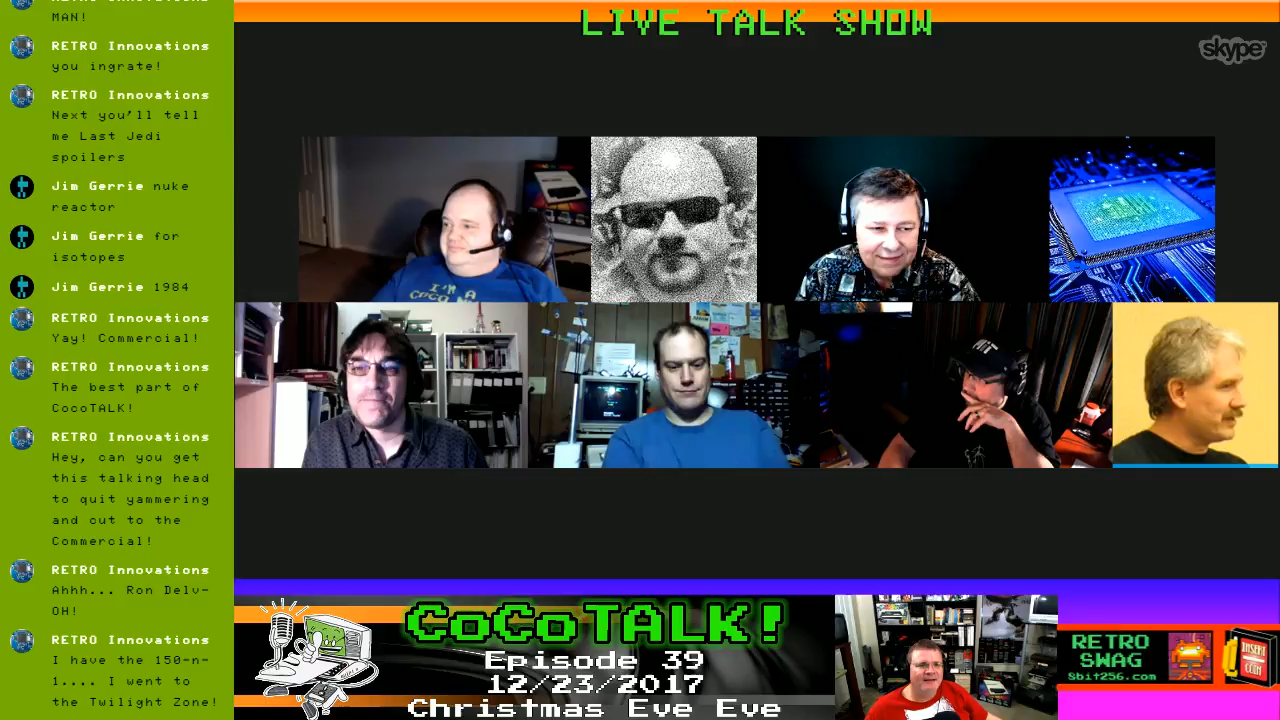 MAN!
RETRO Innovations
you ingrate!
RETRO Innovations
Next you'll tell
me Last Jedi
spoilers
Jim Gerrie nuke
reactor
Jim Gerrie for
isotopes
Jim Gerrie 1984
RETRO Innovations
Yay! Commercial!
RETRO Innovations
The best part of
CocoTALK!
RETRO Innovations
Hey, can you get
this talking head
to quit yammering
and cut to the
Commercial!
RETRO Innovations
Ahhh... Ron Delv-
OH!
RETRO Innovations
I have the 150-n-
1.... I went to
the Twilight Zone!
LIVE TALK SHOW
skype
I'M A
COCO
CoCoTALK!
Episode 39
12/23/2017
Christmas Eve Eve
RETRO
SWAG
8bit256.com
INSERT
COIN